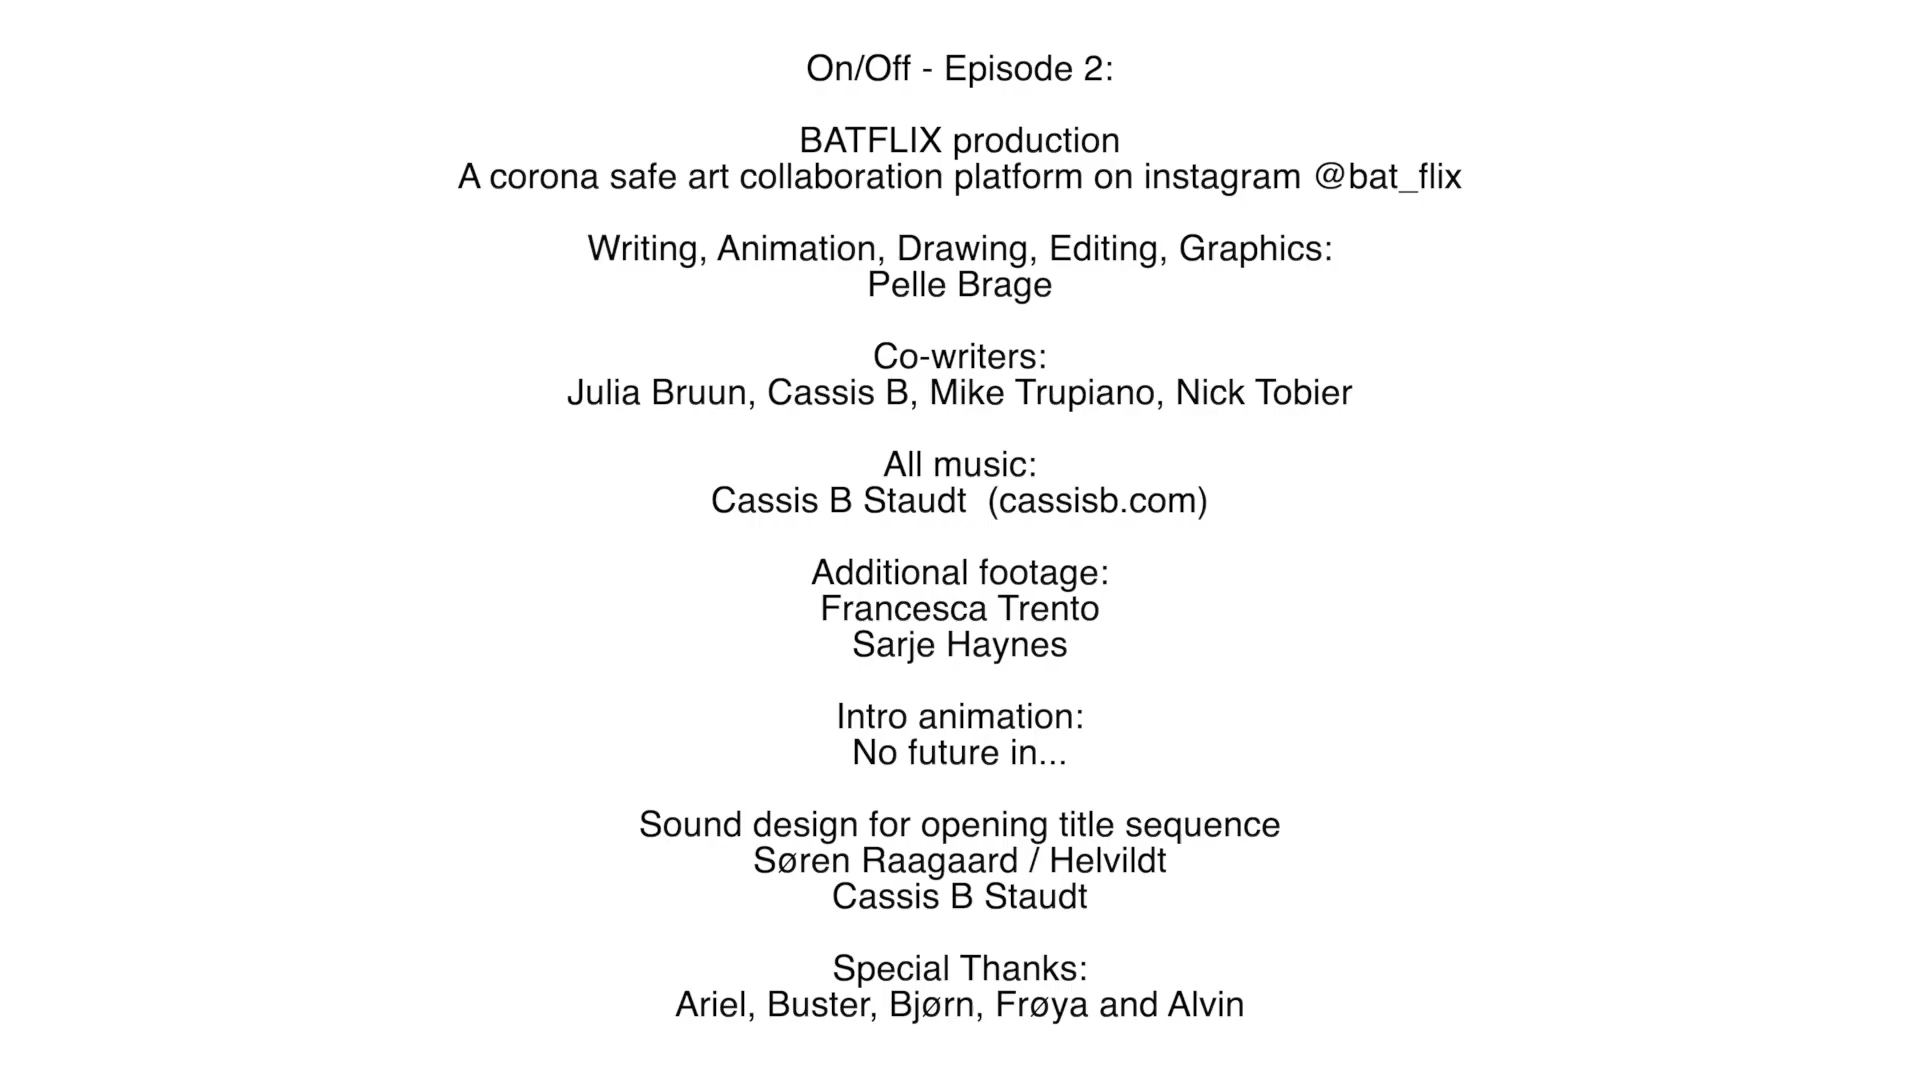 On/Off - Episode 2:
BATFLIX production
A corona safe art collaboration platform on instagram @bat_flix
Writing, Animation, Drawing, Editing, Graphics:
Pelle Brage
Co-writers:
Julia Bruun, Cassis B, Mike Trupiano, Nick Tobier
All music:
Cassis B Staudt  (cassisb.com)
Additional footage:
Francesca Trento
Sarje Haynes
Intro animation:
No future in...
Sound design for opening title sequence
Søren Raagaard / Helvildt
Cassis B Staudt
Special Thanks:
Ariel, Buster, Bjørn, Frøya and Alvin